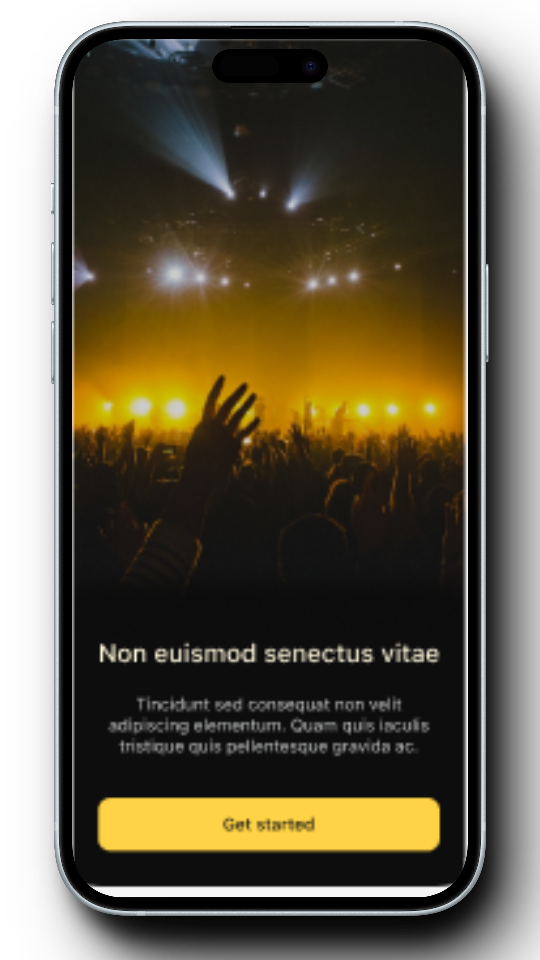 Non euismod senectus vitae
Tincidunt sed consequat non velit
adipiscing elementum. Quam quis iaculis
tristique quis pellentesque gravida ac.
Get started